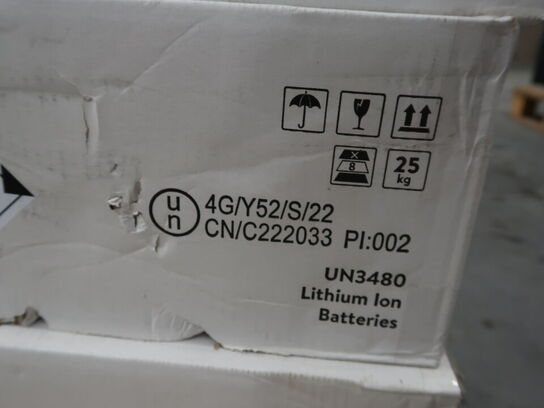 8
25
kg
u
n
4G/Y52/S/22
CN/C222033 PI:002
UN3480
Lithium Ion
Batteries